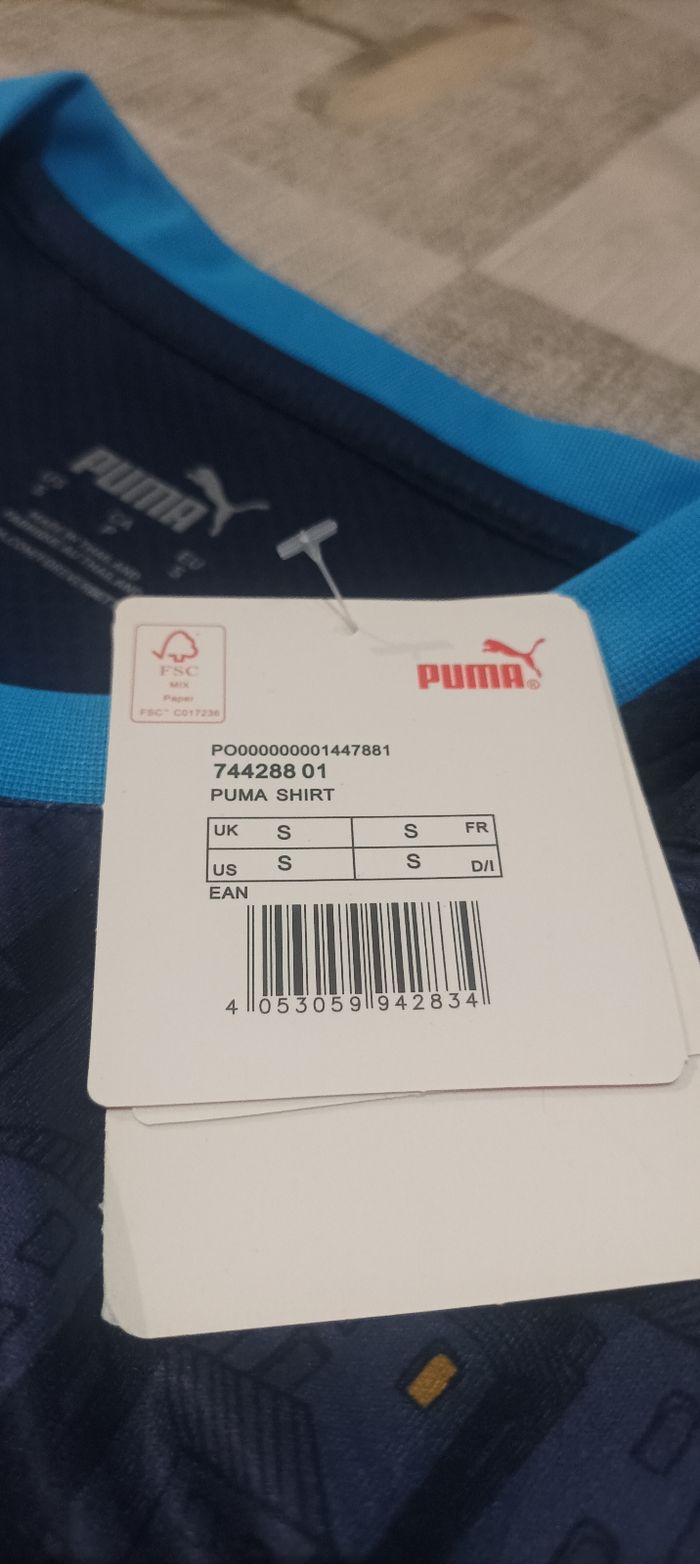 PUMA
FSC
MIX
Paper
FSC™ C017236
PUMA®
PO000000001447881
744288 01
PUMA SHIRT
UK S S FR
US S S D/I
EAN
4 053059 942834